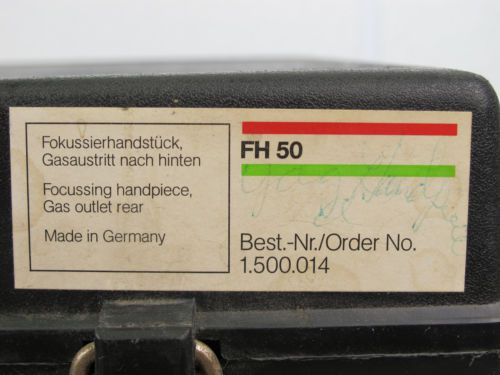 Fokussierhandstück,
Gasaustritt nach hinten
Focussing handpiece,
Gas outlet rear
Made in Germany
FH 50
Best.-Nr./Order No.
1.500.014